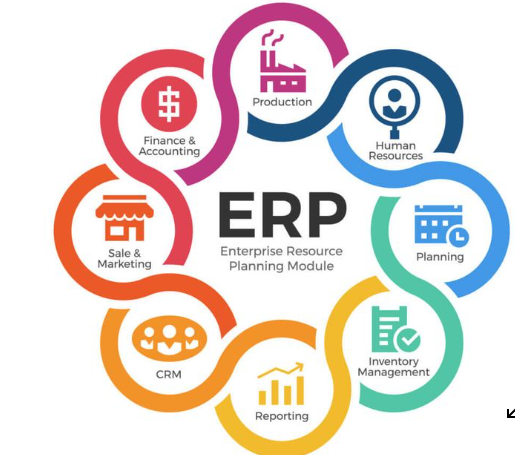 Production
Human
Resources
Planning
Inventory
Management
Reporting
CRM
Sale &
Marketing
Finance &
Accounting
ERP
Enterprise Resource
Planning Module